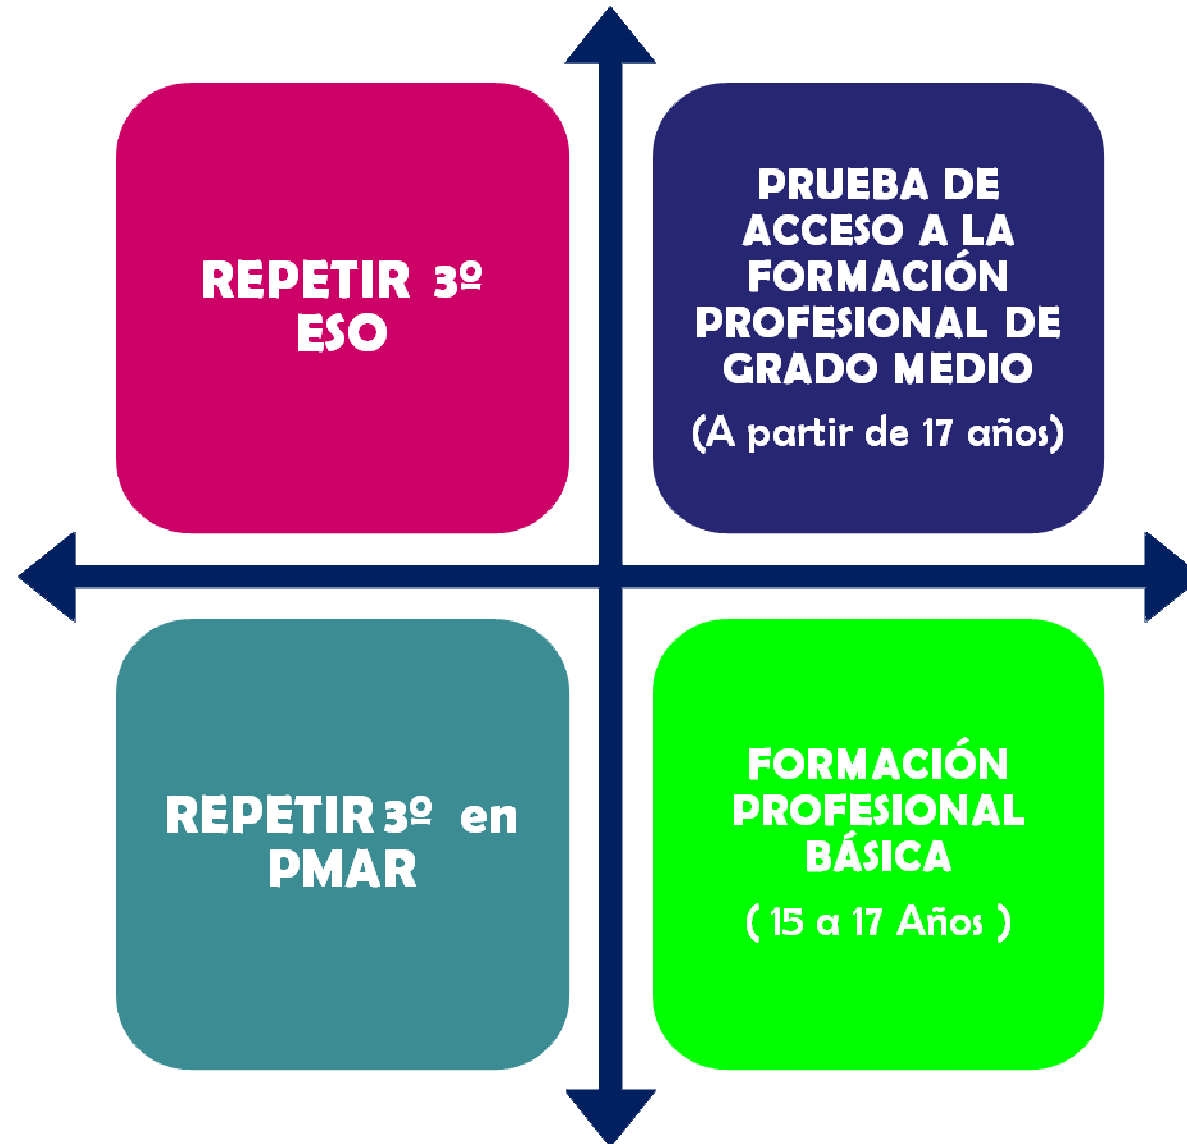 REPETIR 3º
ESO
PRUEBA DE
ACCESO A LA
FORMACIÓN
PROFESIONAL DE
GRADO MEDIO
(A partir de 17 años)
REPETIR 3º en
PMAR
FORMACIÓN
PROFESIONAL
BÁSICA
( 15 a 17 Años )